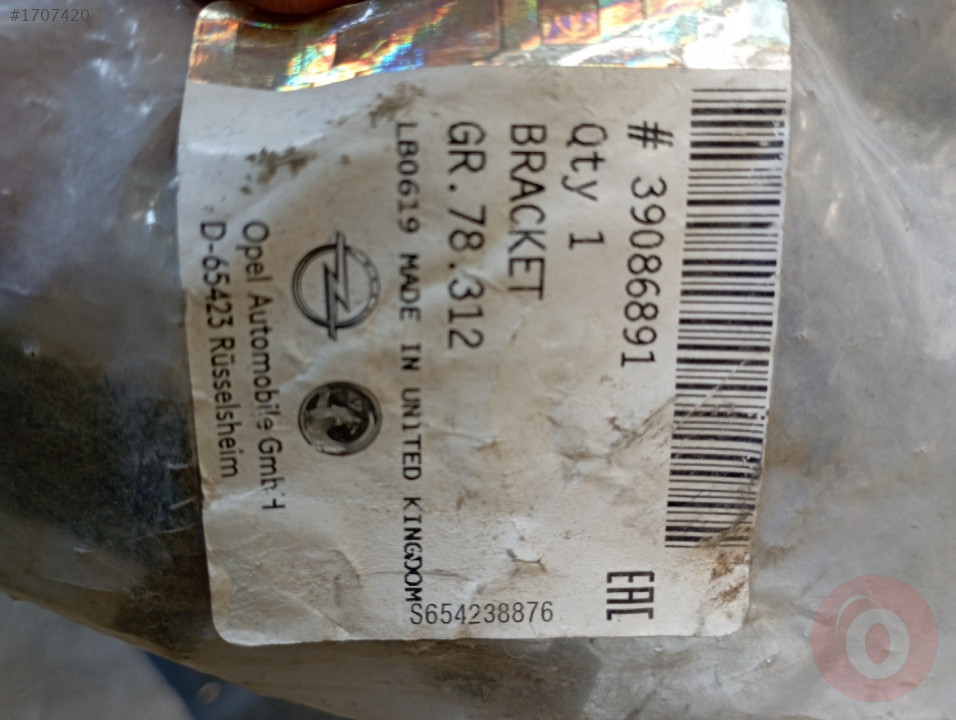 #1707420
# 39086891
Qty 1
BRACKET
GR.78.312
LB0619 MADE IN UNITED KINGDOM
Opel Automobile GmbH
D-65423 Rüsselsheim
EAC
S654238876